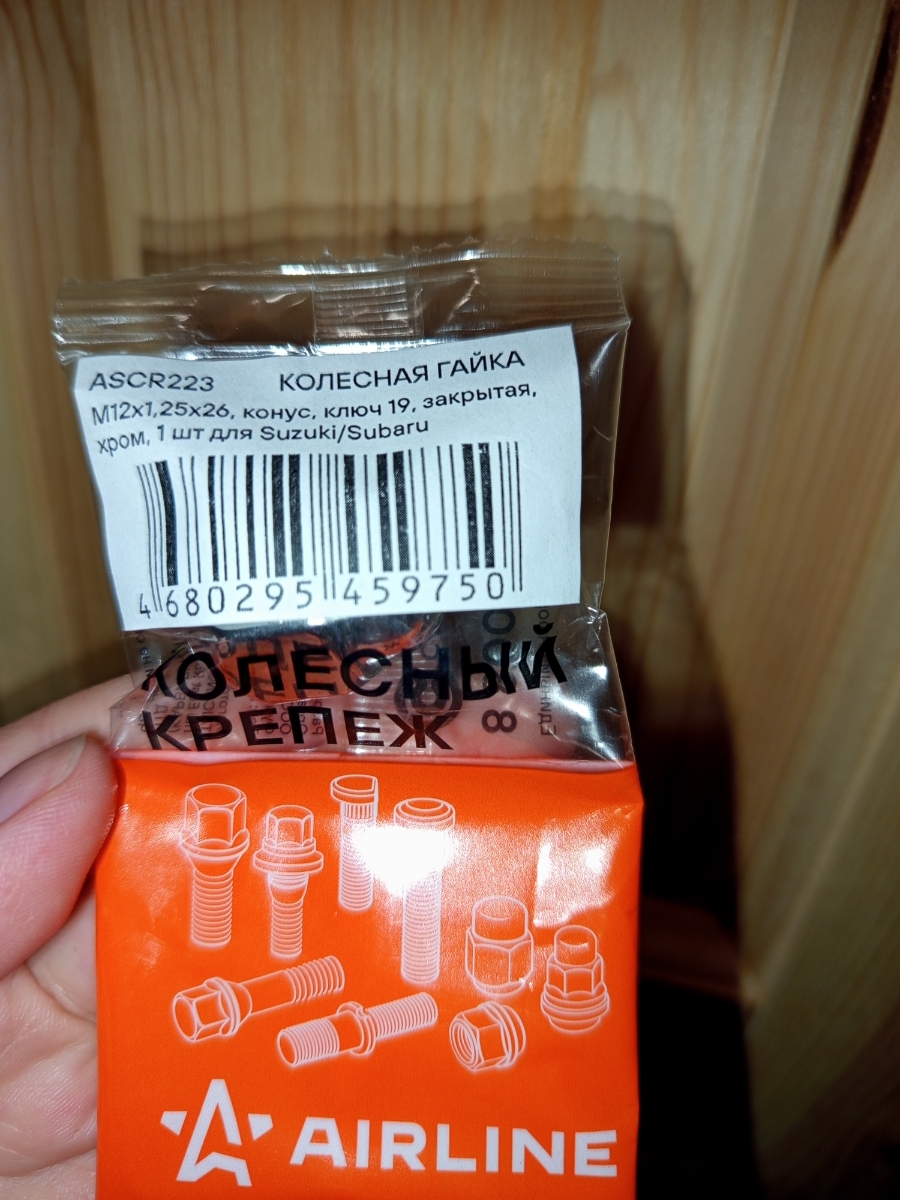 ASCR223 КОЛЕСНАЯ ГАЙКА
M12x1,25x26, конус, ключ 19, закрытая,
хром, 1 шт для Suzuki/Subaru
4 680295 459750
КОЛЕСНЫЙ
КРЕПЕЖ
AIRLINE